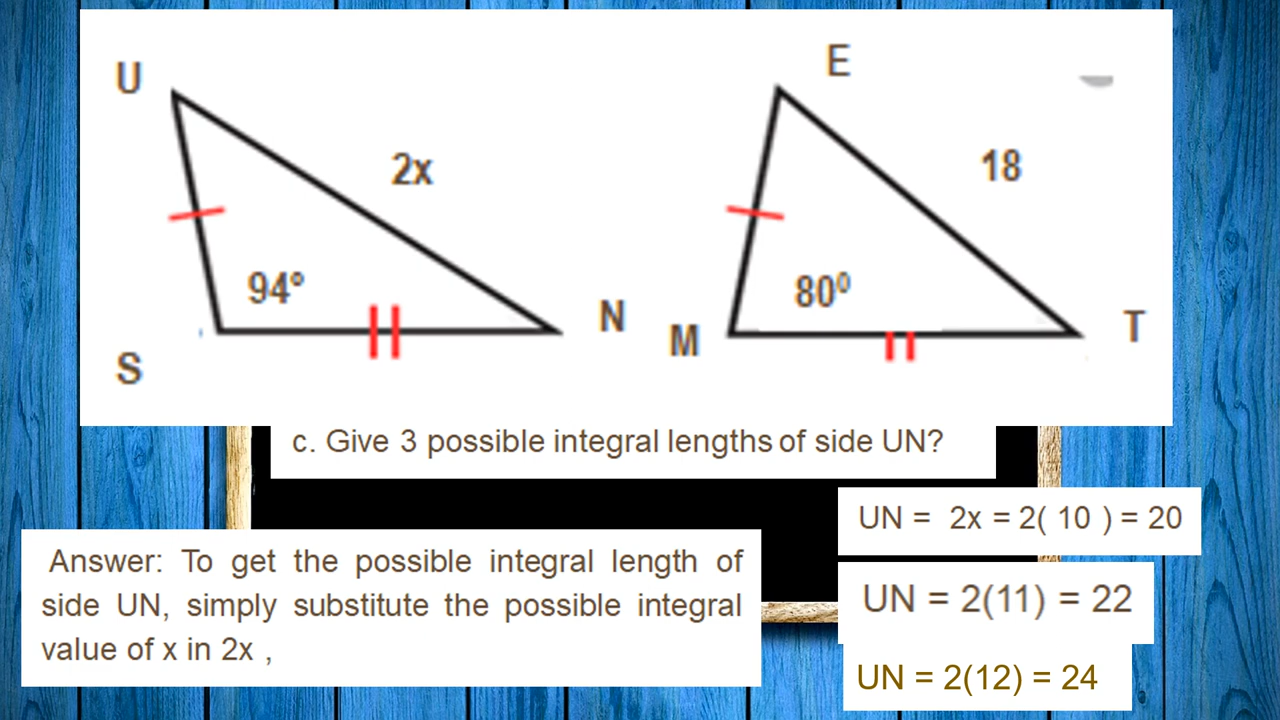 U
E
2x
18
94°
80⁰
N
T
M
S
c. Give 3 possible integral lengths of side UN?
UN = 2x = 2( 10 ) = 20
Answer: To get the possible integral length of
side UN, simply substitute the possible integral
value of x in 2x ,
UN = 2(11) = 22
UN = 2(12) = 24